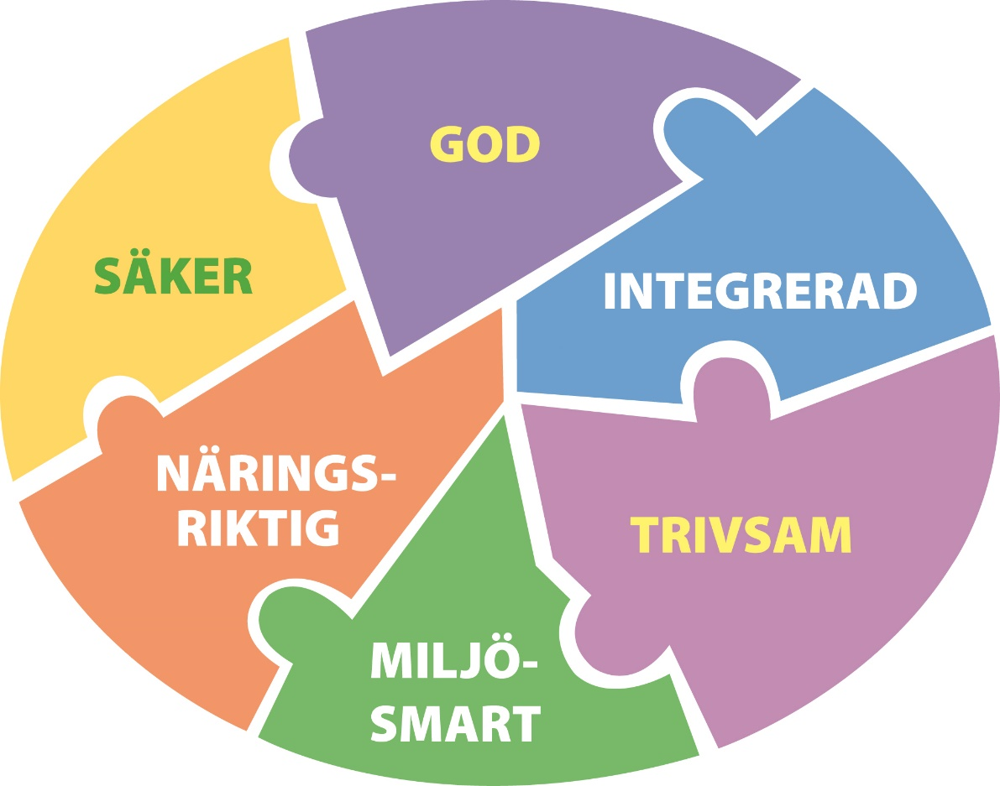 GOD
INTEGRERAD
TRIVSAM
MILJÖ-
SMART
NÄRINGS-
RIKTIG
SÄKER